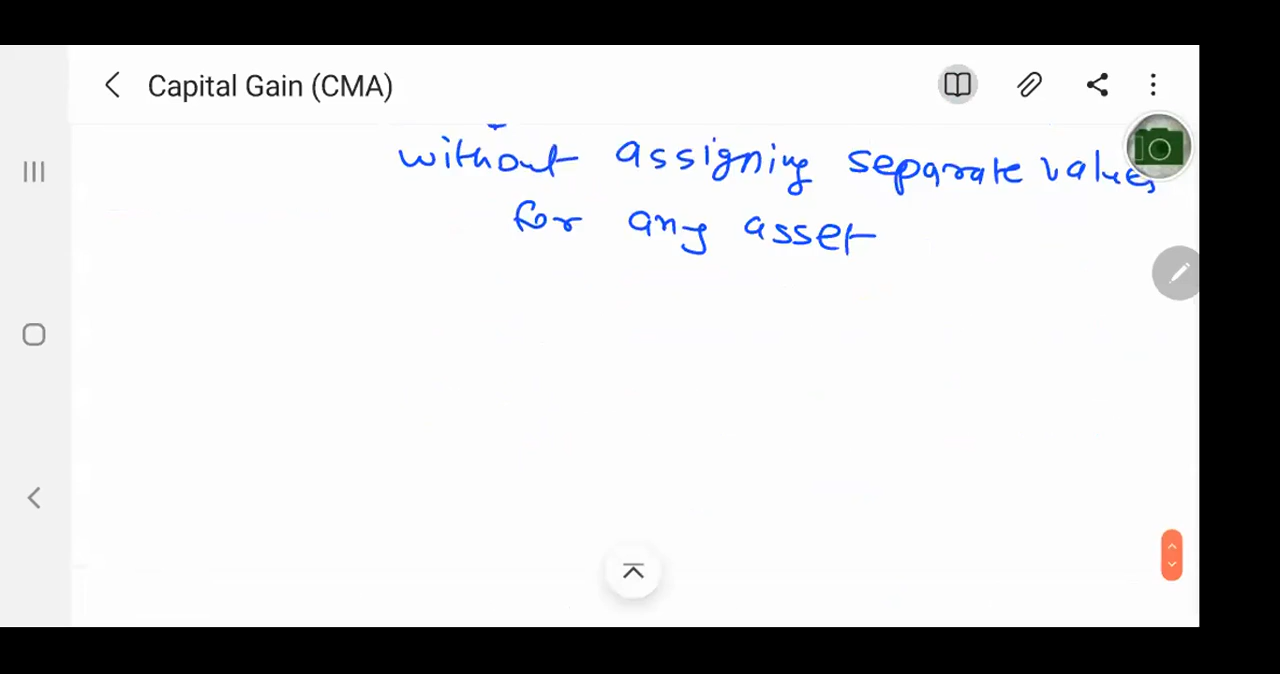 Capital Gain (CMA)
without assigning separate values
for any asset